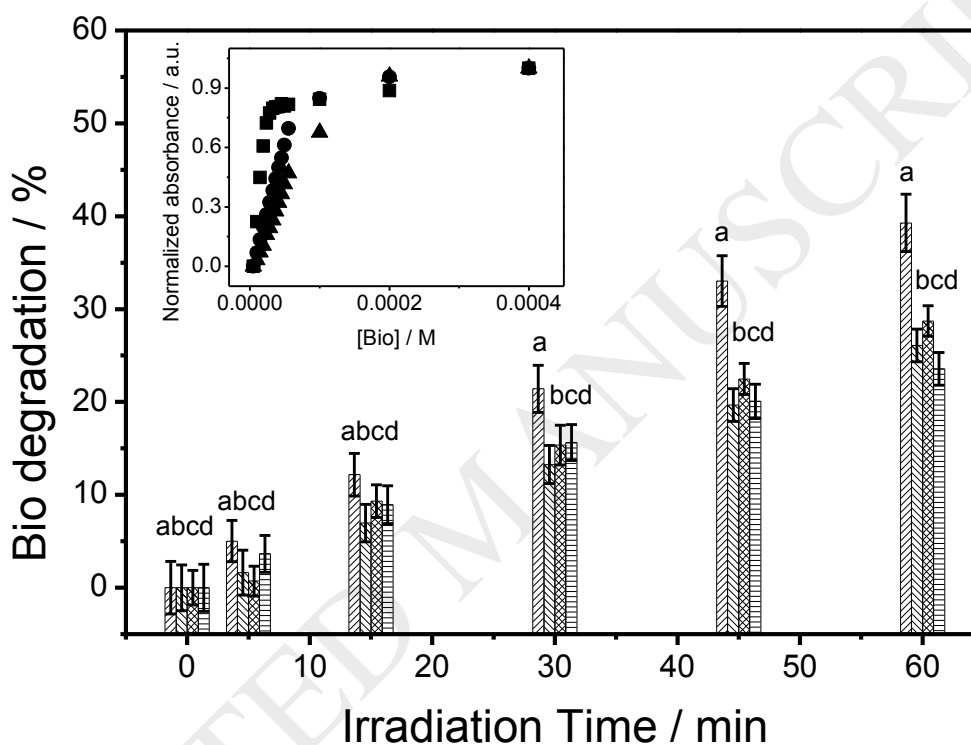 60
50
40
30
20
10
0
Bio degradation / %
0 10 20 30 40 50 60
Irradiation Time / min
abcd
abcd
abcd
a
bcd
a
bcd
a
bcd
0.9
0.6
0.3
0.0
Normalized absorbance / a.u.
0.0000 0.0002 0.0004
[Bio] / M
TED MANUSCRIP